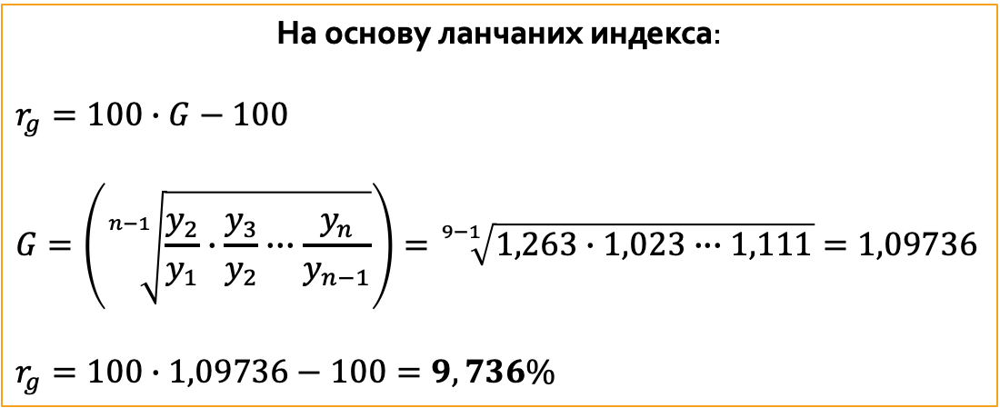 На основу ланчаних индекса:
r_g = 100 · G − 100
G = ( ⁿ⁻¹√(y₂/y₁ · y₃/y₂ ⋯ yₙ/yₙ₋₁) ) = ⁹⁻¹√(1,263 · 1,023 ⋯ 1,111) = 1,09736
r_g = 100 · 1,09736 − 100 = 9,736%